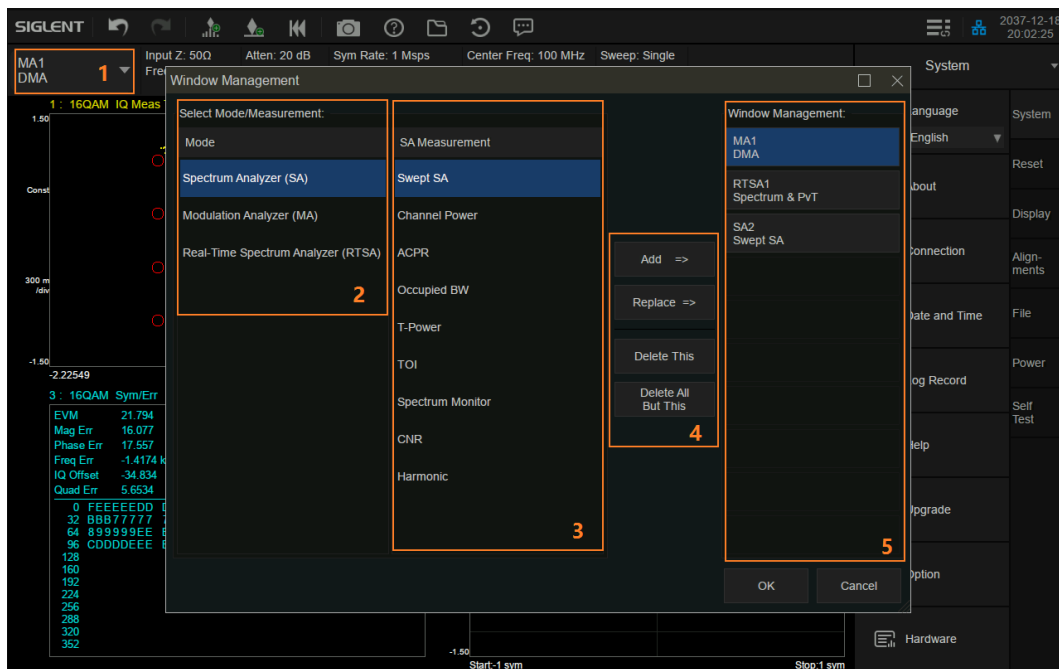 SIGLENT
2037-12-18
20:02:25
MA1
DMA
1
Input Z: 50Ω Atten: 20 dB Sym Rate: 1 Msps Center Freq: 100 MHz Sweep: Single
Fre
System
Window Management
1 : 16QAM IQ Meas
1.50
Const
300 m
/div
-1.50
-2.22549
Select Mode/Measurement:
Mode
Spectrum Analyzer (SA)
Modulation Analyzer (MA)
Real-Time Spectrum Analyzer (RTSA)
2
SA Measurement
Swept SA
Channel Power
ACPR
Occupied BW
T-Power
TOI
Spectrum Monitor
CNR
Harmonic
3
Add =>
Replace =>
Delete This
Delete All
But This
4
Window Management:
MA1
DMA
RTSA1
Spectrum & PvT
SA2
Swept SA
5
OK
Cancel
3 : 16QAM Sym/Err
EVM 21.794
Mag Err 16.077
Phase Err 17.557
Freq Err -1.4174 k
IQ Offset -34.834
Quad Err 5.6534
0 FEEEEEDD
32 BBB77777
64 899999EE
96 CDDDDEEE
128
160
192
224
256
288
320
352
-1.50
Start:-1 sym
Stop:1 sym
anguage
English
bout
onnection
ate and Time
og Record
elp
pgrade
ption
Hardware
System
Reset
Display
Align-
ments
File
Power
Self
Test